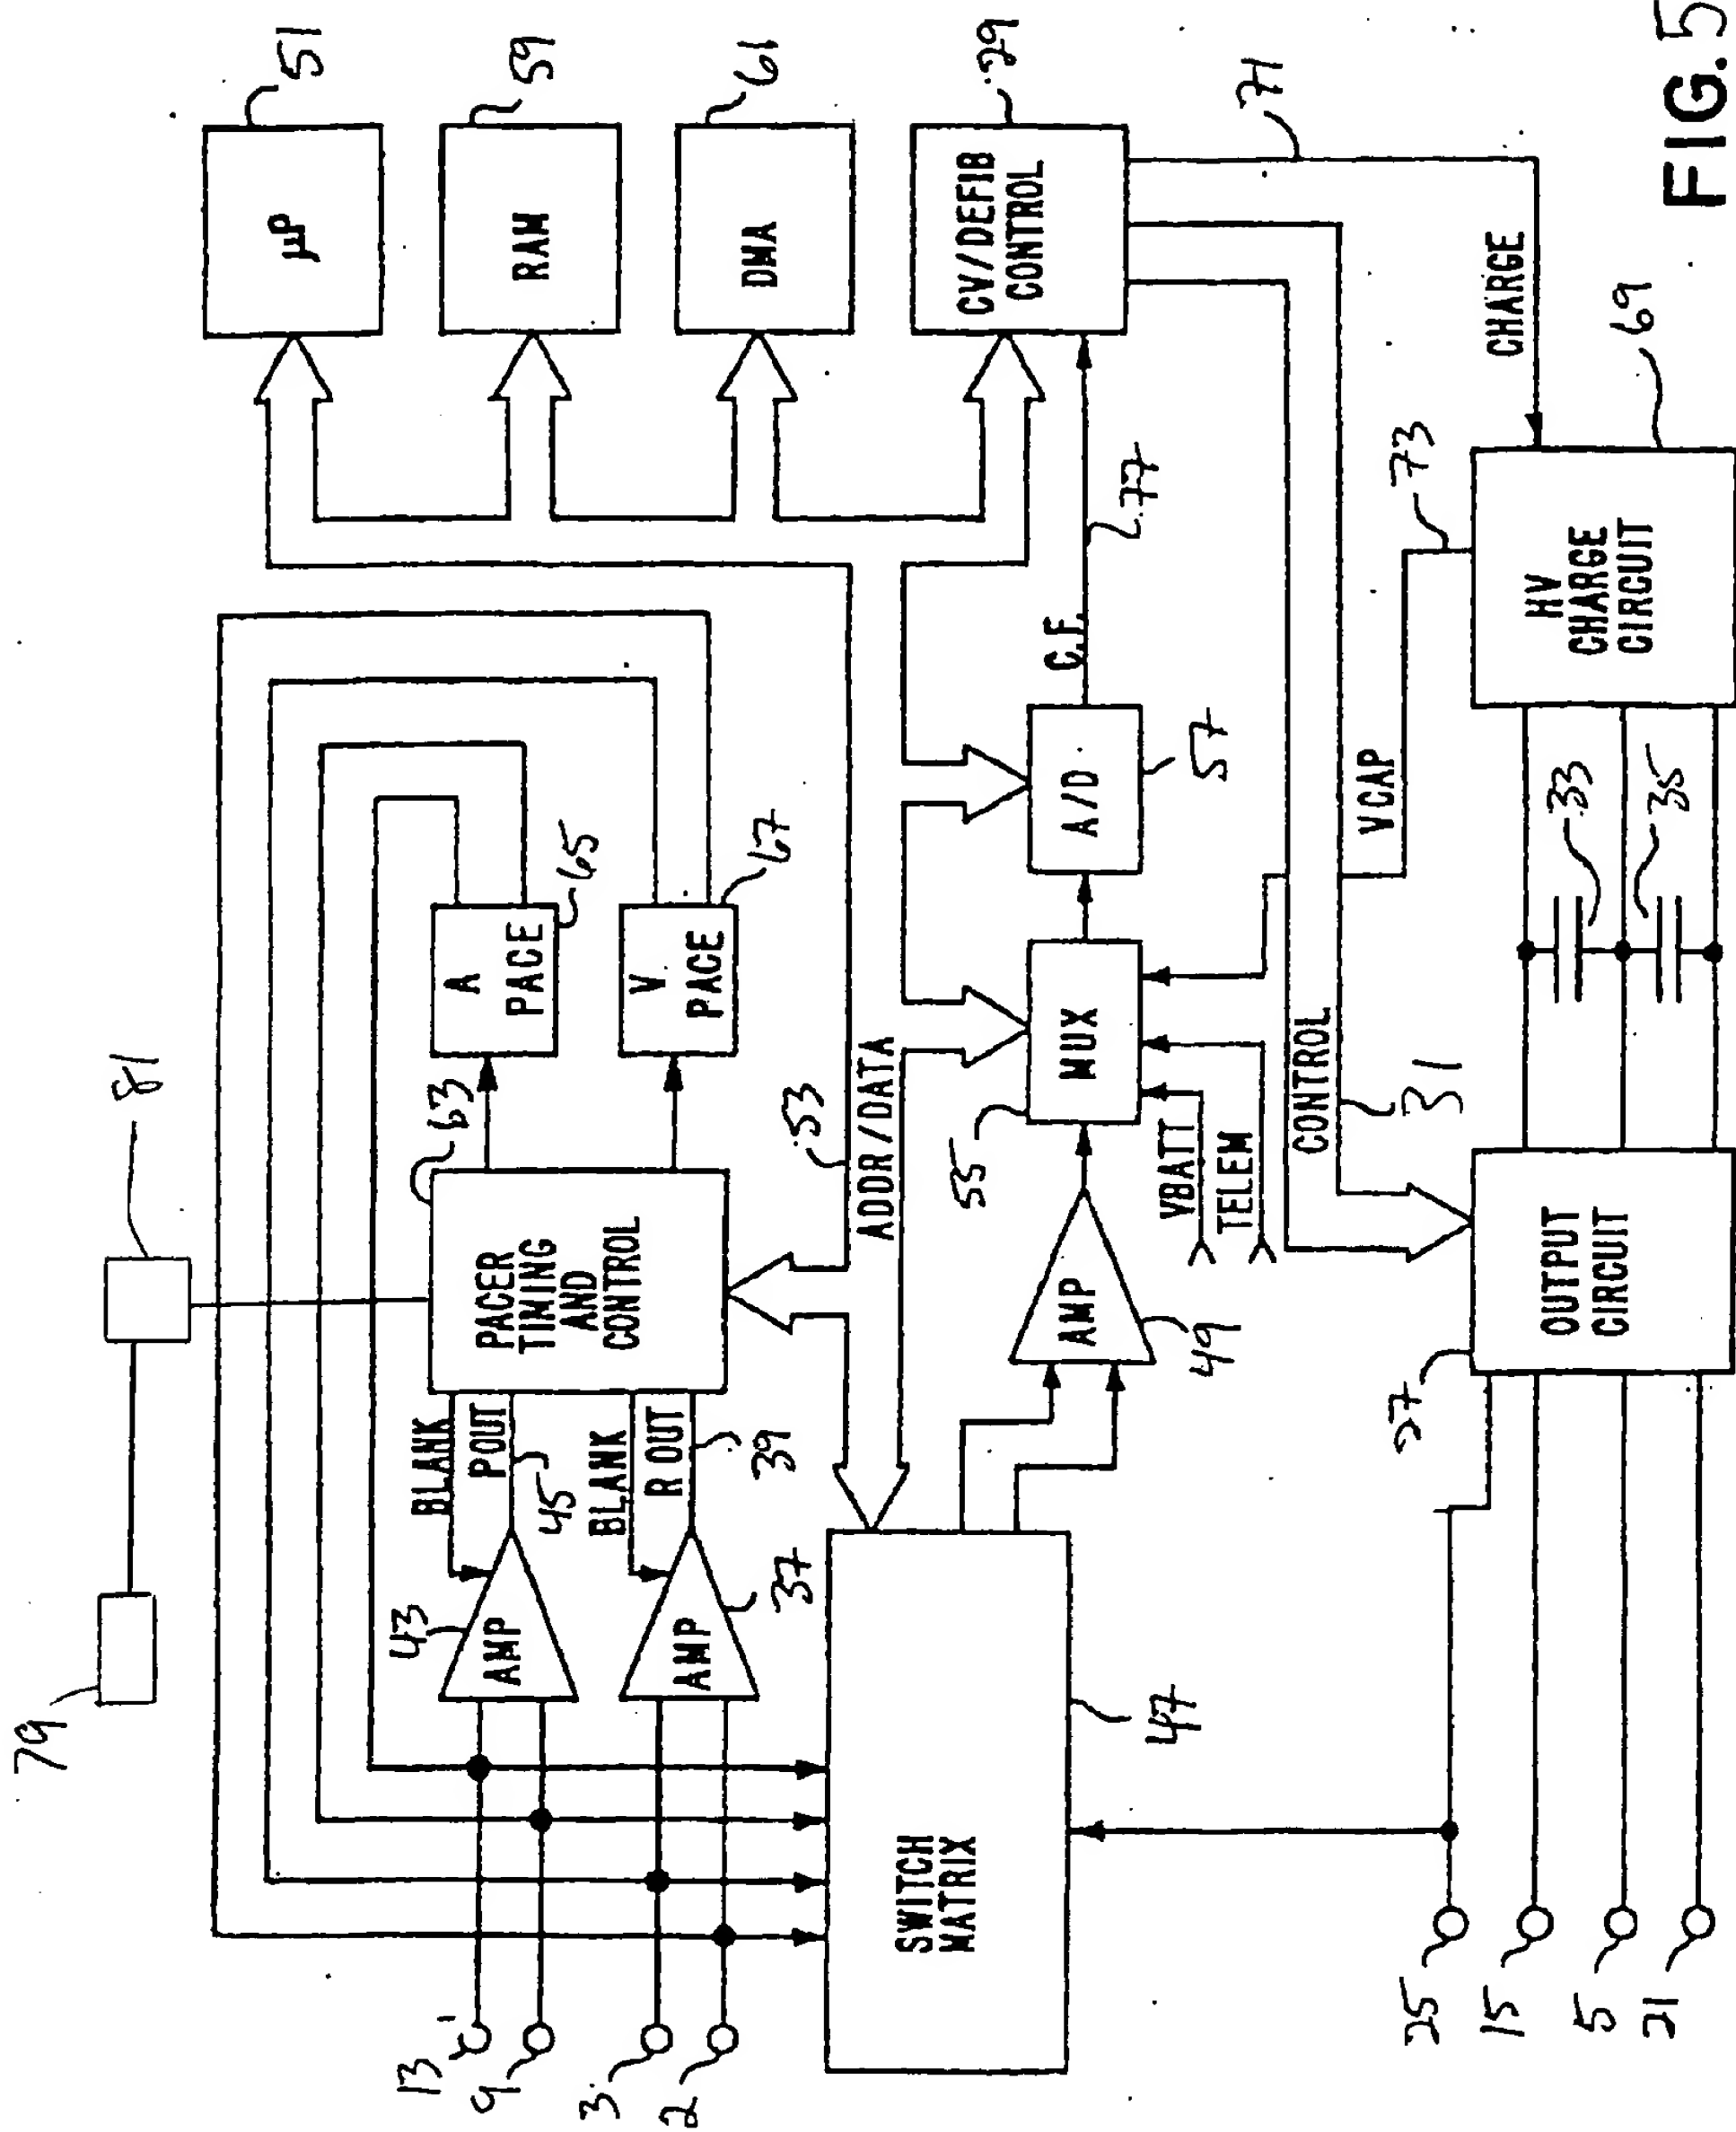 79
81
13
9
3
2
43
AMP
BLANK
POUT
45
37
AMP
BLANK
R OUT
39
63
PACER
TIMING
AND
CONTROL
A
PACE
65
V
PACE
67
µP
51
RAM
59
DMA
61
CV/DEFIB
CONTROL
29
53
ADDR/DATA
SWITCH
MATRIX
47
AMP
49
55
MUX
A/D
57
C.F.
77
VBATT
TELEM
CONTROL
31
VCAP
73
71
CHARGE
HV
CHARGE
CIRCUIT
69
33
35
OUTPUT
CIRCUIT
27
25
15
5
21
FIG.5